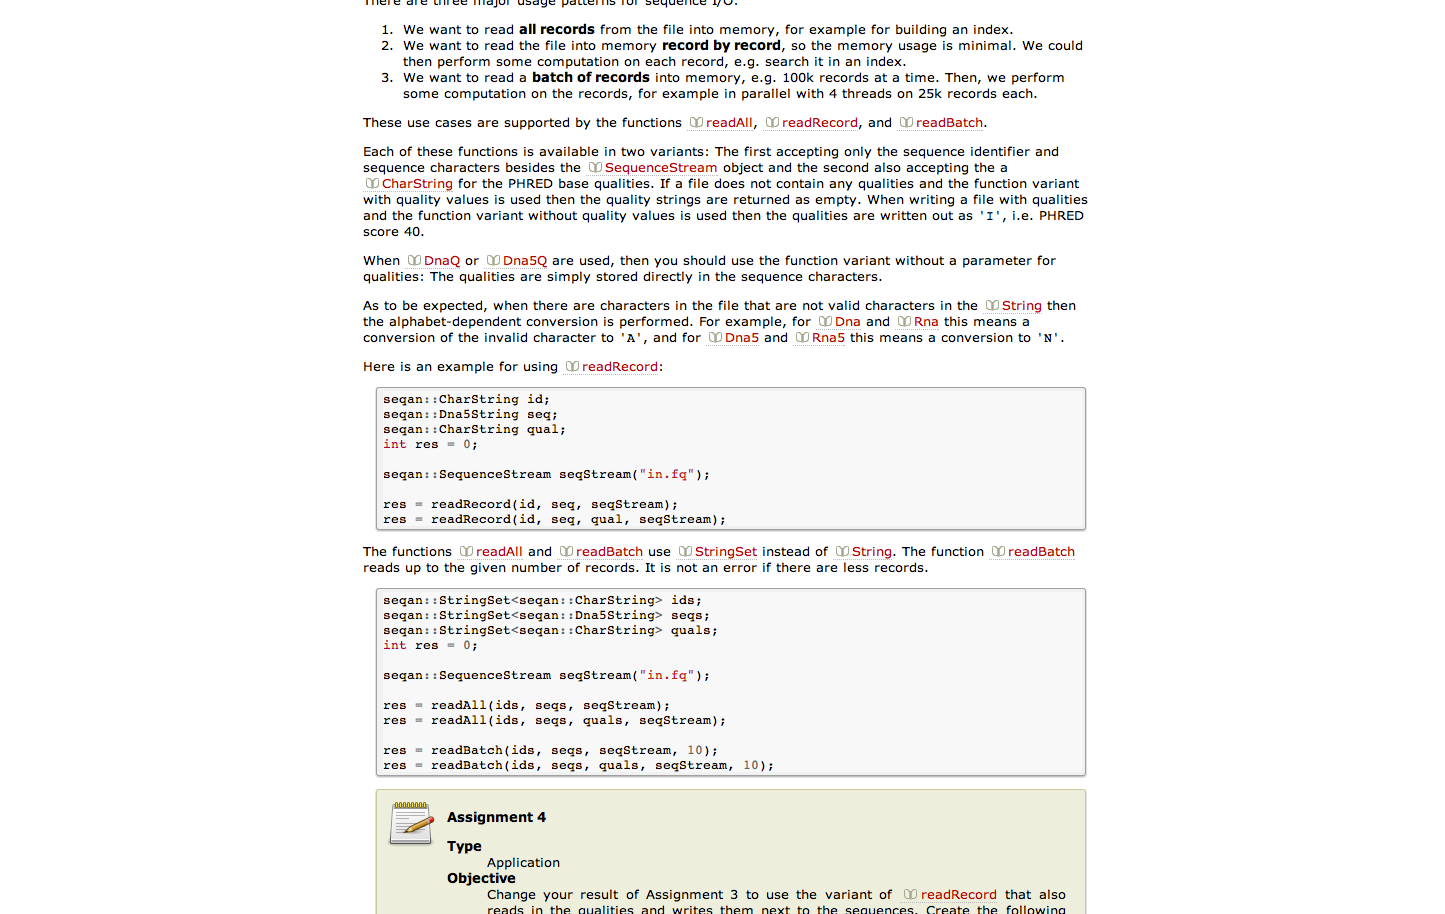 There are three major usage patterns for sequence I/O:
1. We want to read all records from the file into memory, for example for building an index.
2. We want to read the file into memory record by record, so the memory usage is minimal. We could
then perform some computation on each record, e.g. search it in an index.
3. We want to read a batch of records into memory, e.g. 100k records at a time. Then, we perform
some computation on the records, for example in parallel with 4 threads on 25k records each.
These use cases are supported by the functions readAll, readRecord, and readBatch.
Each of these functions is available in two variants: The first accepting only the sequence identifier and
sequence characters besides the SequenceStream object and the second also accepting the a
CharString for the PHRED base qualities. If a file does not contain any qualities and the function variant
with quality values is used then the quality strings are returned as empty. When writing a file with qualities
and the function variant without quality values is used then the qualities are written out as 'I', i.e. PHRED
score 40.
When DnaQ or Dna5Q are used, then you should use the function variant without a parameter for
qualities: The qualities are simply stored directly in the sequence characters.
As to be expected, when there are characters in the file that are not valid characters in the String then
the alphabet-dependent conversion is performed. For example, for Dna and Rna this means a
conversion of the invalid character to 'A', and for Dna5 and Rna5 this means a conversion to 'N'.
Here is an example for using readRecord:
seqan::CharString id;
seqan::Dna5String seq;
seqan::CharString qual;
int res = 0;
seqan::SequenceStream seqStream("in.fq");
res = readRecord(id, seq, seqStream);
res = readRecord(id, seq, qual, seqStream);
The functions readAll and readBatch use StringSet instead of String. The function readBatch
reads up to the given number of records. It is not an error if there are less records.
seqan::StringSet<seqan::CharString> ids;
seqan::StringSet<seqan::Dna5String> seqs;
seqan::StringSet<seqan::CharString> quals;
int res = 0;
seqan::SequenceStream seqStream("in.fq");
res = readAll(ids, seqs, seqStream);
res = readAll(ids, seqs, quals, seqStream);
res = readBatch(ids, seqs, seqStream, 10);
res = readBatch(ids, seqs, quals, seqStream, 10);
Assignment 4
Type
Application
Objective
Change your result of Assignment 3 to use the variant of readRecord that also
reads in the qualities and writes them next to the sequences. Create the following